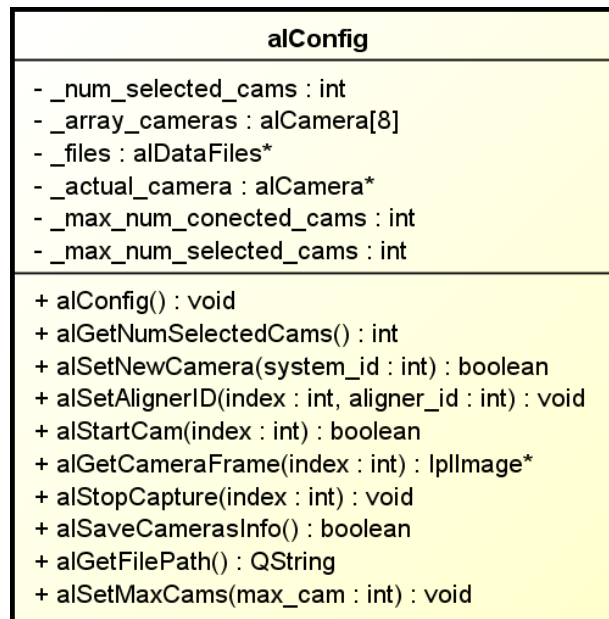 alConfig
- _num_selected_cams : int
- _array_cameras : alCamera[8]
- _files : alDataFiles*
- _actual_camera : alCamera*
- _max_num_conected_cams : int
- _max_num_selected_cams : int
+ alConfig() : void
+ alGetNumSelectedCams() : int
+ alSetNewCamera(system_id : int) : boolean
+ alSetAlignerID(index : int, aligner_id : int) : void
+ alStartCam(index : int) : boolean
+ alGetCameraFrame(index : int) : IplImage*
+ alStopCapture(index : int) : void
+ alSaveCamerasInfo() : boolean
+ alGetFilePath() : QString
+ alSetMaxCams(max_cam : int) : void